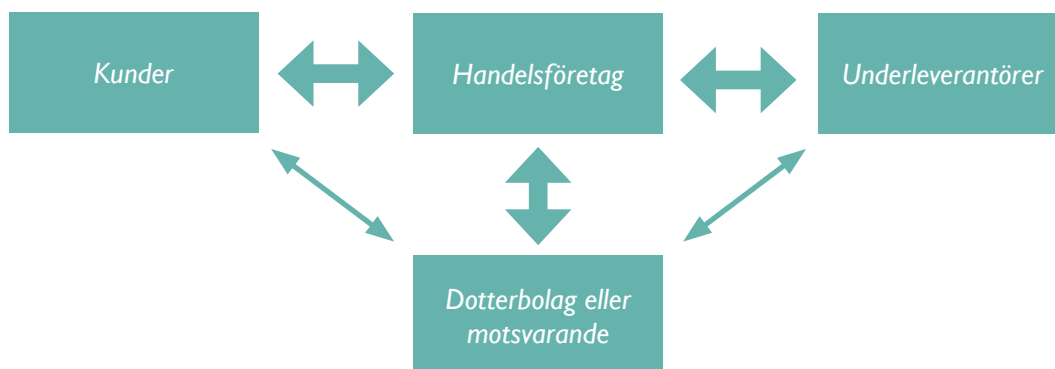 Kunder
Handelsföretag
Underleverantörer
Dotterbolag eller
motsvarande